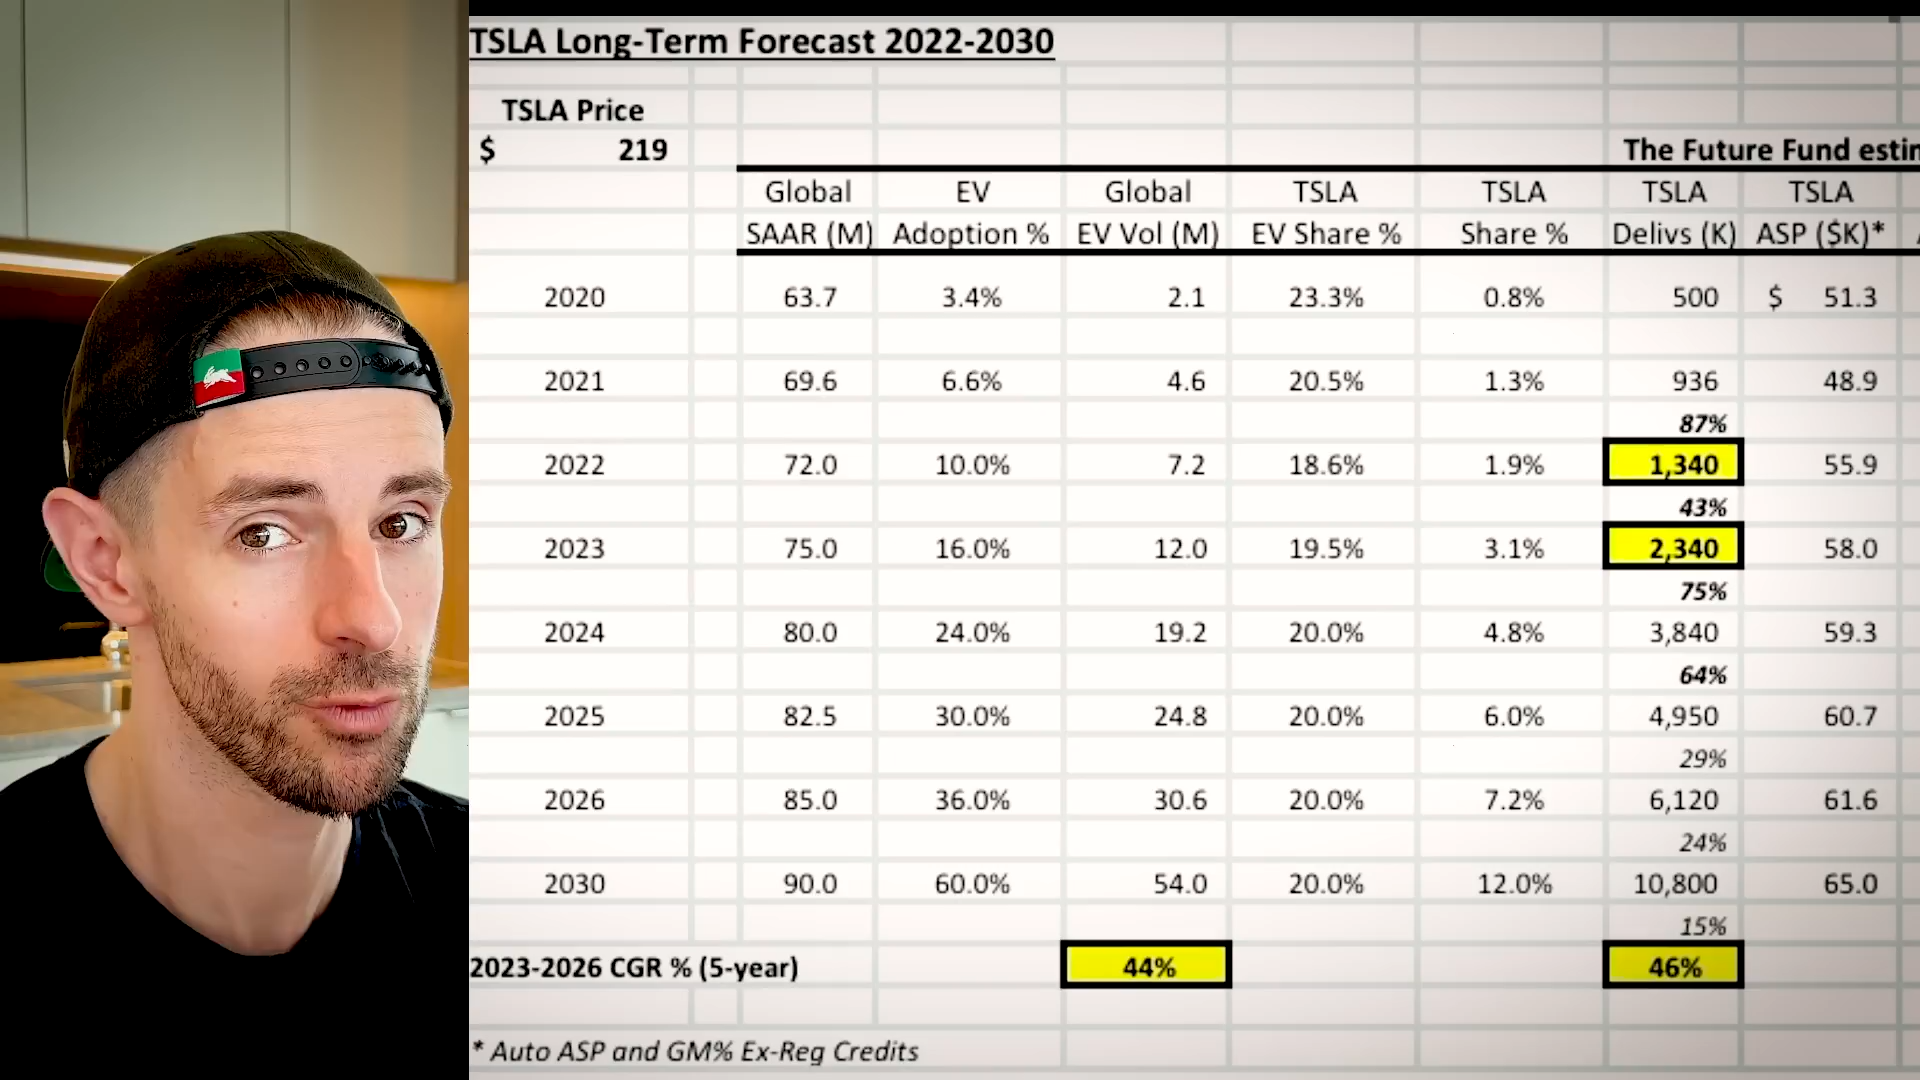 TSLA Long-Term Forecast 2022-2030
TSLA Price
$ 219
The Future Fund estin
Global EV Global TSLA TSLA TSLA TSLA
SAAR (M) Adoption % EV Vol (M) EV Share % Share % Delivs (K) ASP ($K)*
2020 63.7 3.4% 2.1 23.3% 0.8% 500 $ 51.3
2021 69.6 6.6% 4.6 20.5% 1.3% 936 48.9
87%
2022 72.0 10.0% 7.2 18.6% 1.9% 1,340 55.9
43%
2023 75.0 16.0% 12.0 19.5% 3.1% 2,340 58.0
75%
2024 80.0 24.0% 19.2 20.0% 4.8% 3,840 59.3
64%
2025 82.5 30.0% 24.8 20.0% 6.0% 4,950 60.7
29%
2026 85.0 36.0% 30.6 20.0% 7.2% 6,120 61.6
24%
2030 90.0 60.0% 54.0 20.0% 12.0% 10,800 65.0
15%
2023-2026 CGR % (5-year) 44% 46%
* Auto ASP and GM% Ex-Reg Credits